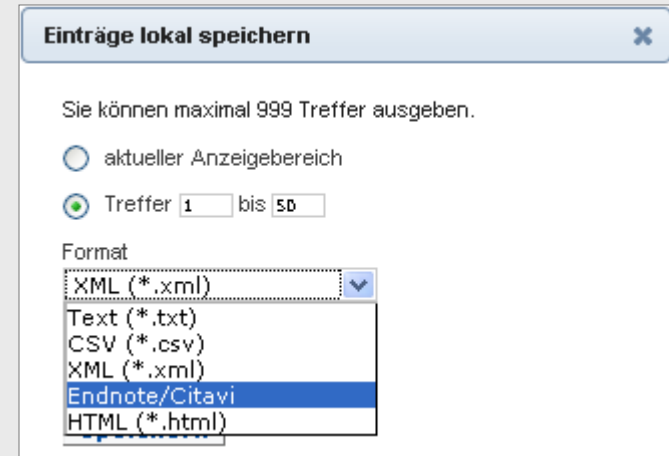 Einträge lokal speichern
Sie können maximal 999 Treffer ausgeben.
aktueller Anzeigebereich
Treffer 1 bis 50
Format
XML (*.xml)
Text (*.txt)
CSV (*.csv)
XML (*.xml)
Endnote/Citavi
HTML (*.html)